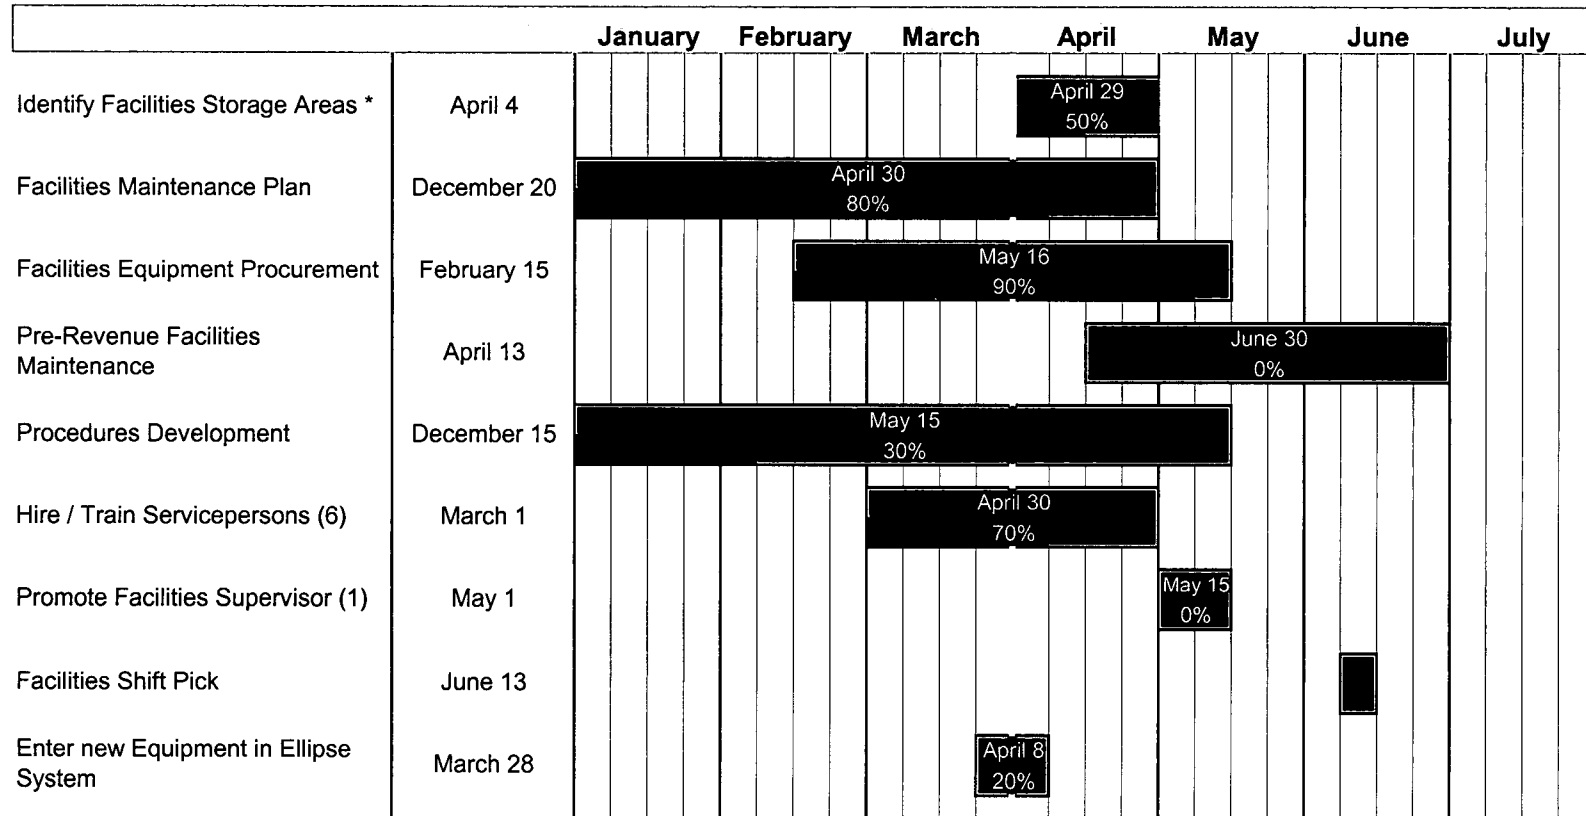 January February March April May June July
Identify Facilities Storage Areas * April 4 April 29
50%
Facilities Maintenance Plan December 20 April 30
80%
Facilities Equipment Procurement February 15 May 16
90%
Pre-Revenue Facilities
Maintenance April 13 June 30
0%
Procedures Development December 15 May 15
30%
Hire / Train Servicepersons (6) March 1 April 30
70%
Promote Facilities Supervisor (1) May 1 May 15
0%
Facilities Shift Pick June 13
Enter new Equipment in Ellipse
System March 28 April 8
20%